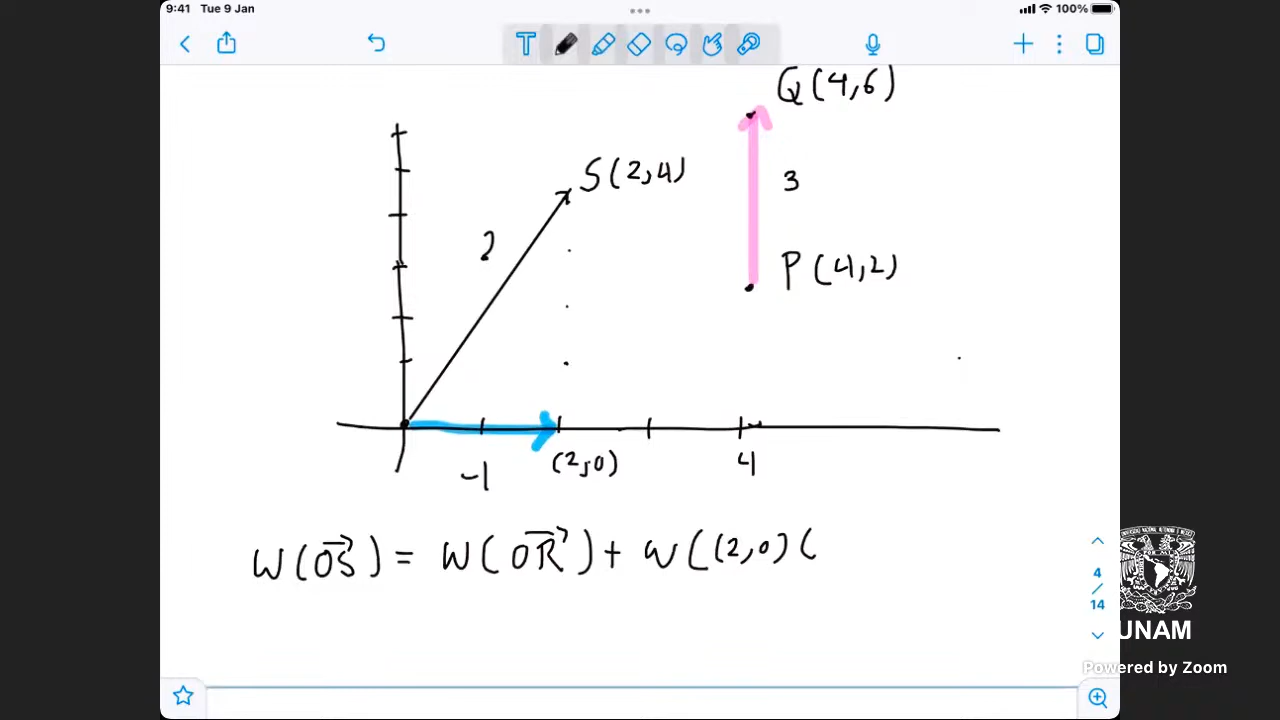 9:41 Tue 9 Jan
100%
T
Q(4,6)
S(2,4)
3
2
P(4,2)
-1
(2,0)
4
W(OS⃗) = W(OR⃗) + W((2,0)(
4
/
14
UNAM
Powered by Zoom